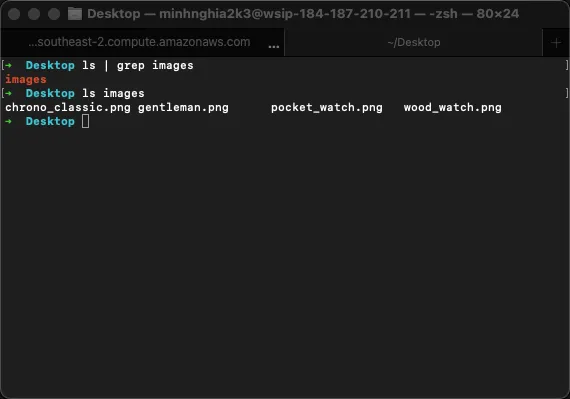 Desktop — minhnghia2k3@wsip-184-187-210-211 — -zsh — 80×24
...southeast-2.compute.amazonaws.com ... ~/Desktop +
[➜ Desktop ls | grep images ]
images
[➜ Desktop ls images ]
chrono_classic.png gentleman.png pocket_watch.png wood_watch.png
➜ Desktop